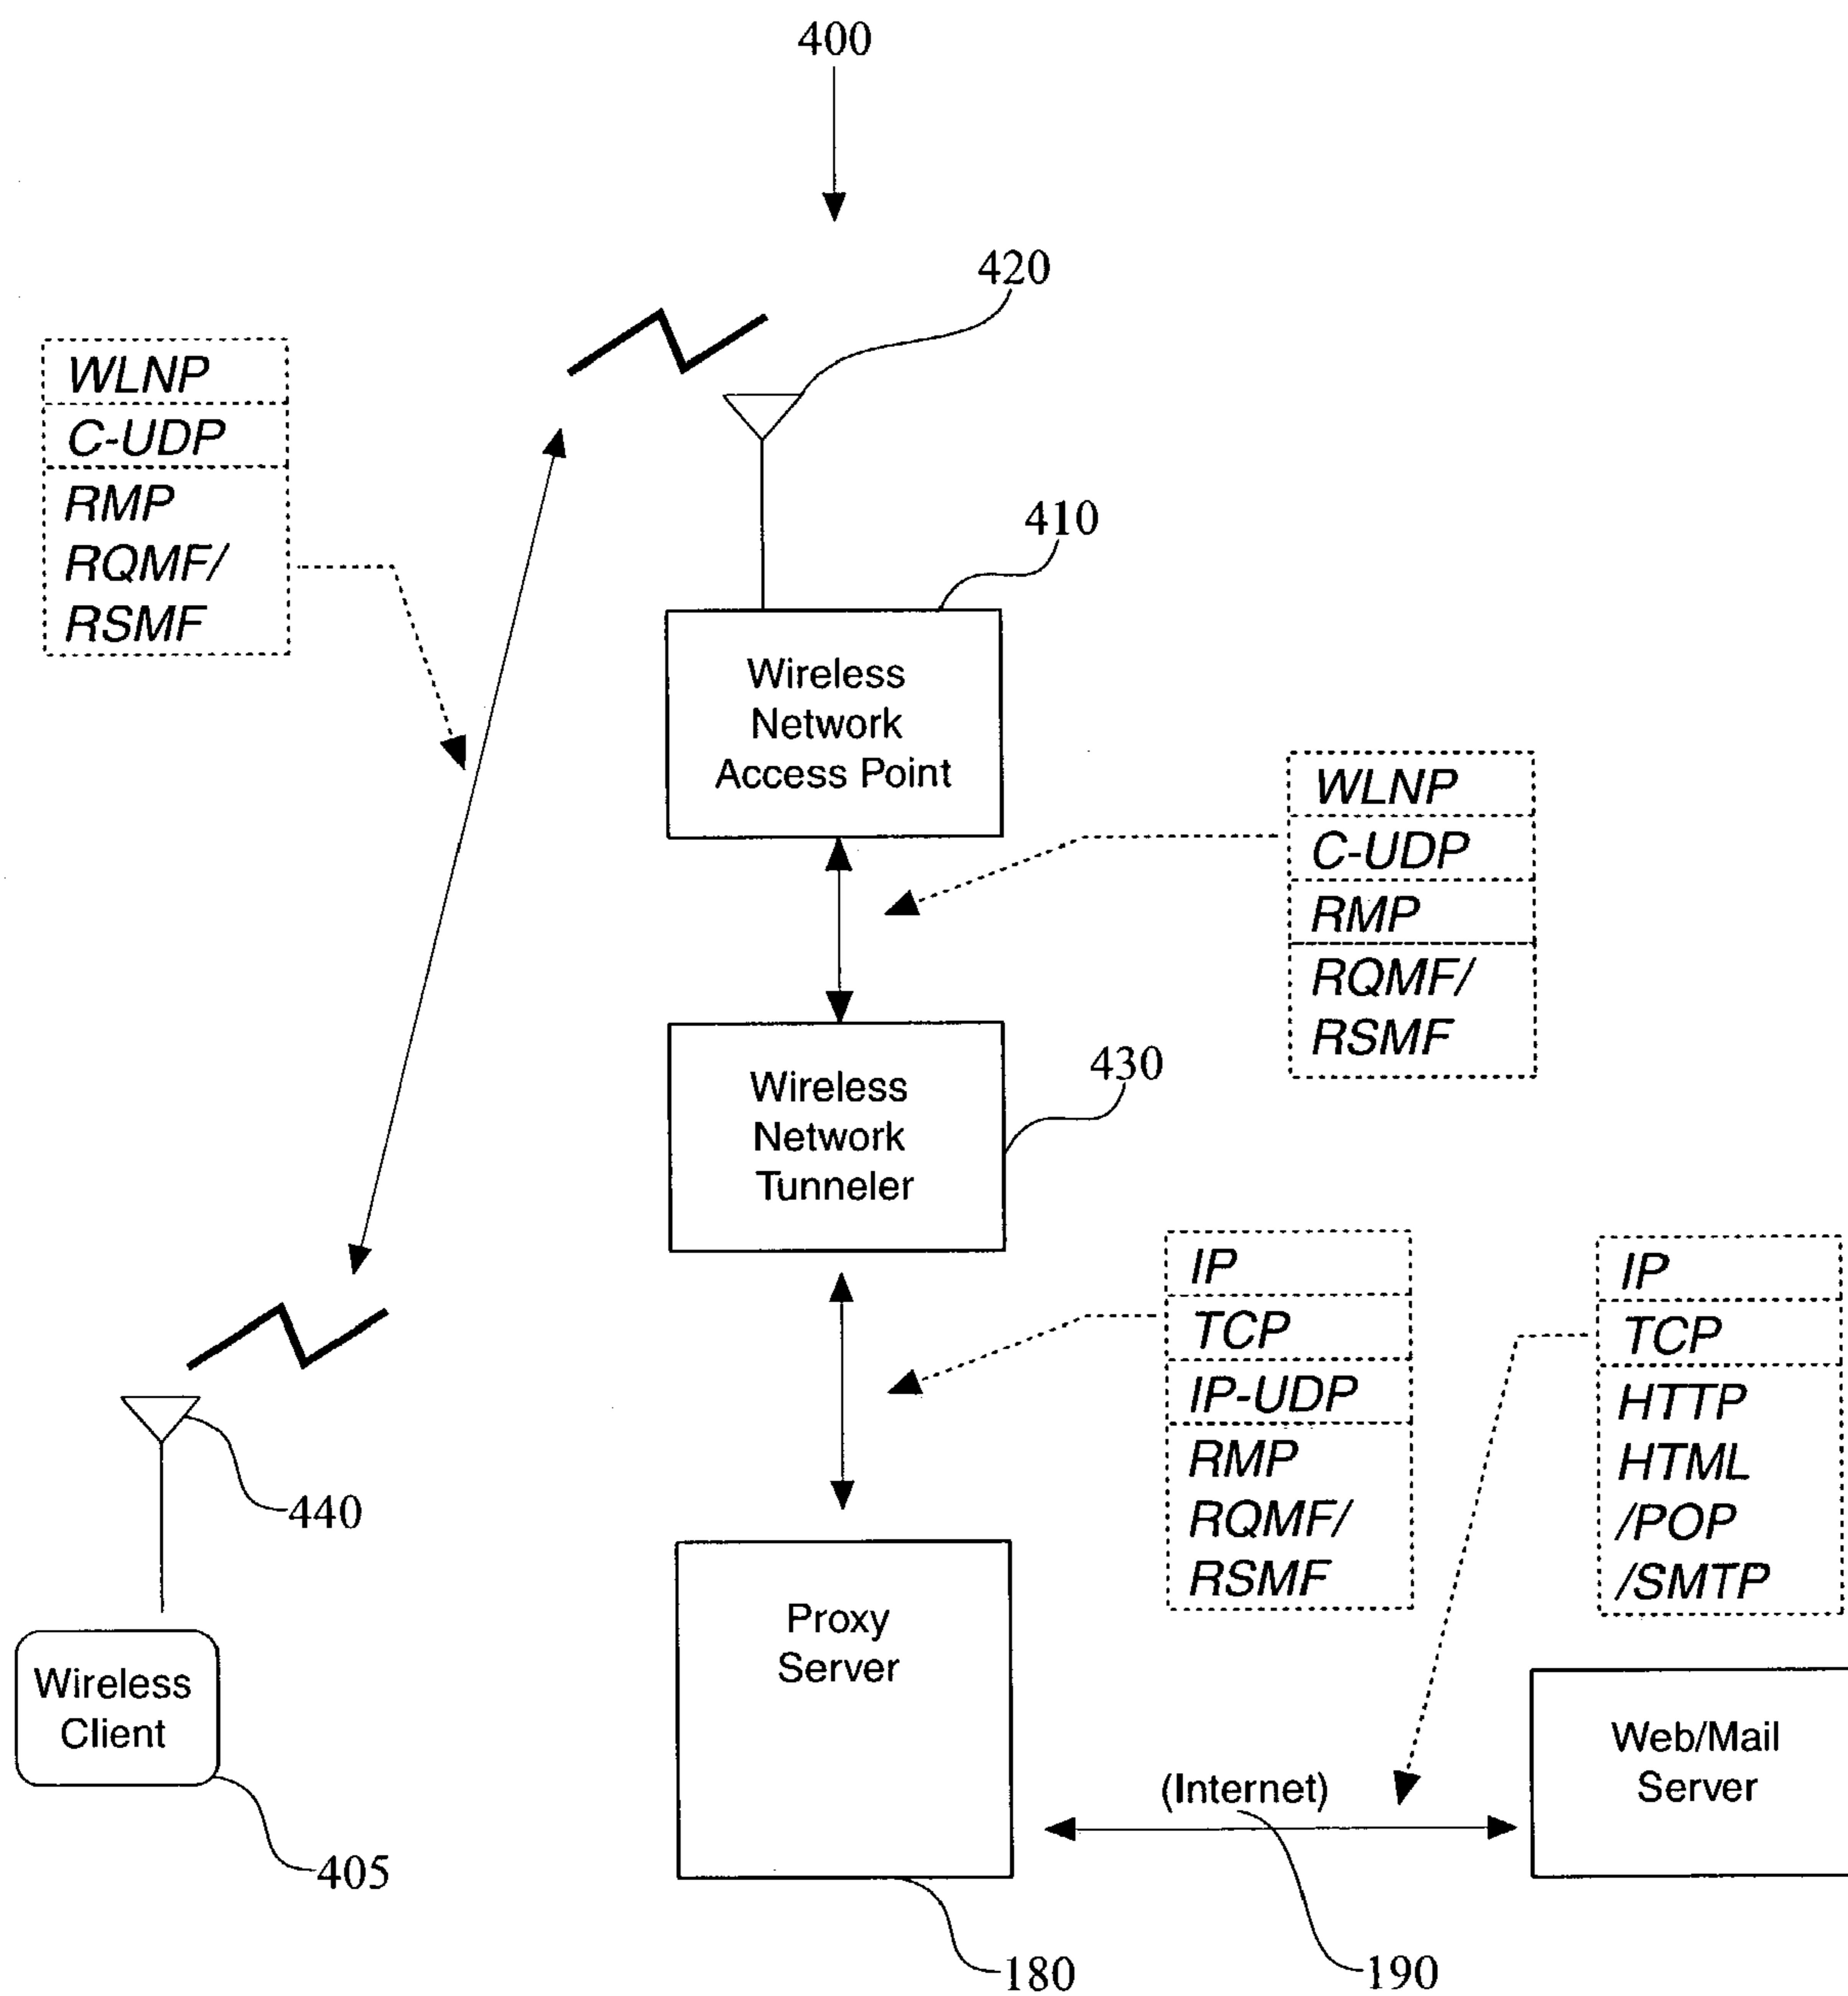 400
420
WLNP
C-UDP
RMP
RQMF/
RSMF
410
Wireless
Network
Access Point
WLNP
C-UDP
RMP
RQMF/
RSMF
430
Wireless
Network
Tunneler
IP
TCP
IP-UDP
RMP
RQMF/
RSMF
IP
TCP
HTTP
HTML
/POP
/SMTP
440
Wireless
Client
405
Proxy
Server
(Internet)
Web/Mail
Server
180
190